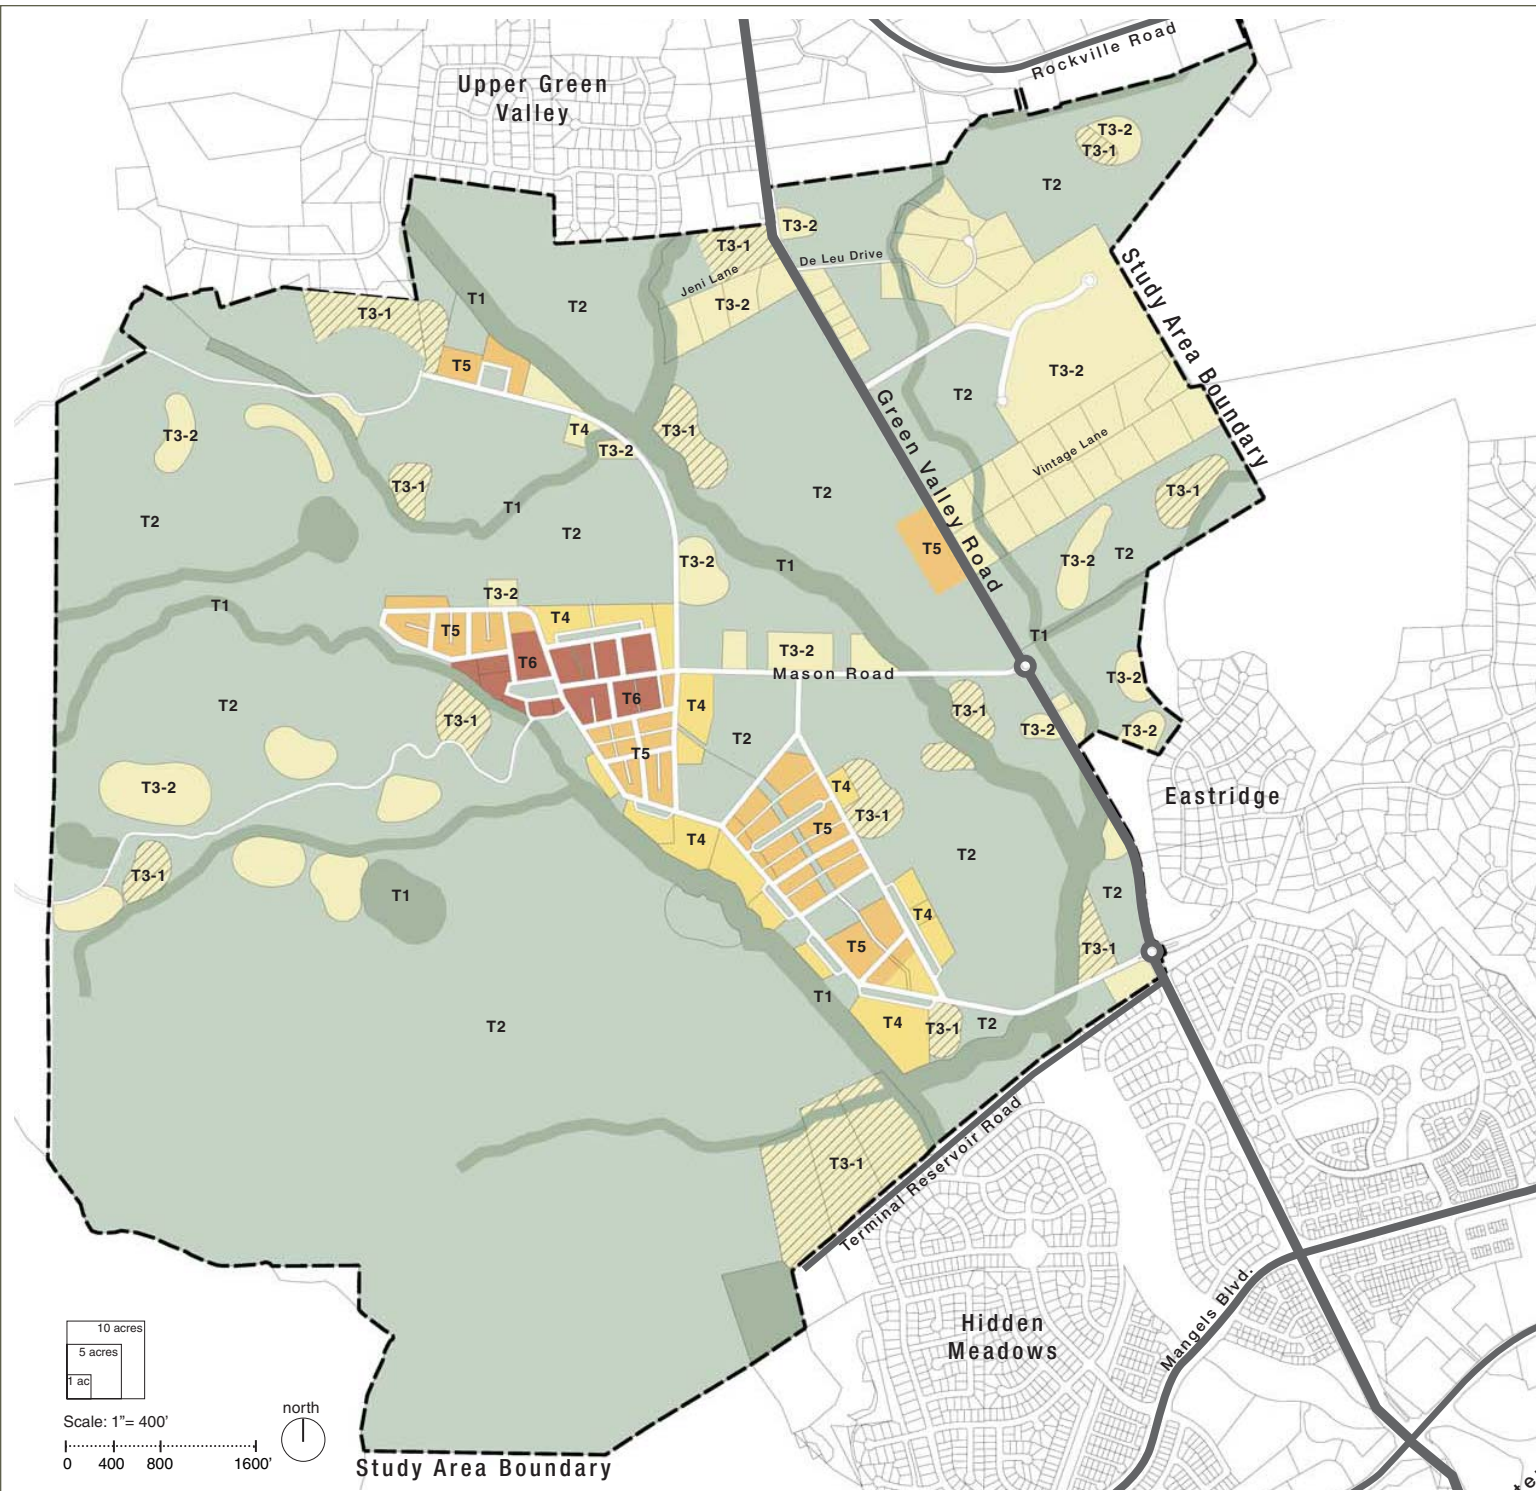 Rockville Road
Upper Green
Valley
T3-2
T3-1
T2
T3-2
T3-1
De Leu Drive
Jeni Lane
T1
T2
T3-2
T3-1
Study Area Boundary
T5
T3-2
T2
Green Valley Road
T4
T3-1
T3-2
T3-2
Vintage Lane
T3-1
T3-1
T2
T1
T2
T2
T5
T3-2
T2
T3-2
T1
T3-2
T1
T4
T5
T1
T6
T3-2
Mason Road
T3-2
T6
T2
T4
T3-1
T3-1
T3-2
T3-2
T2
T5
T3-2
T4
Eastridge
T3-1
T5
T4
T2
T3-1
T1
T2
T4
T5
T3-1
T1
T4
T3-1
T2
T2
T3-1
Terminal Reservoir Road
Mangels Blvd.
Hidden
Meadows
10 acres
5 acres
1 ac
Scale: 1"= 400'
north
0 400 800 1600'
Study Area Boundary